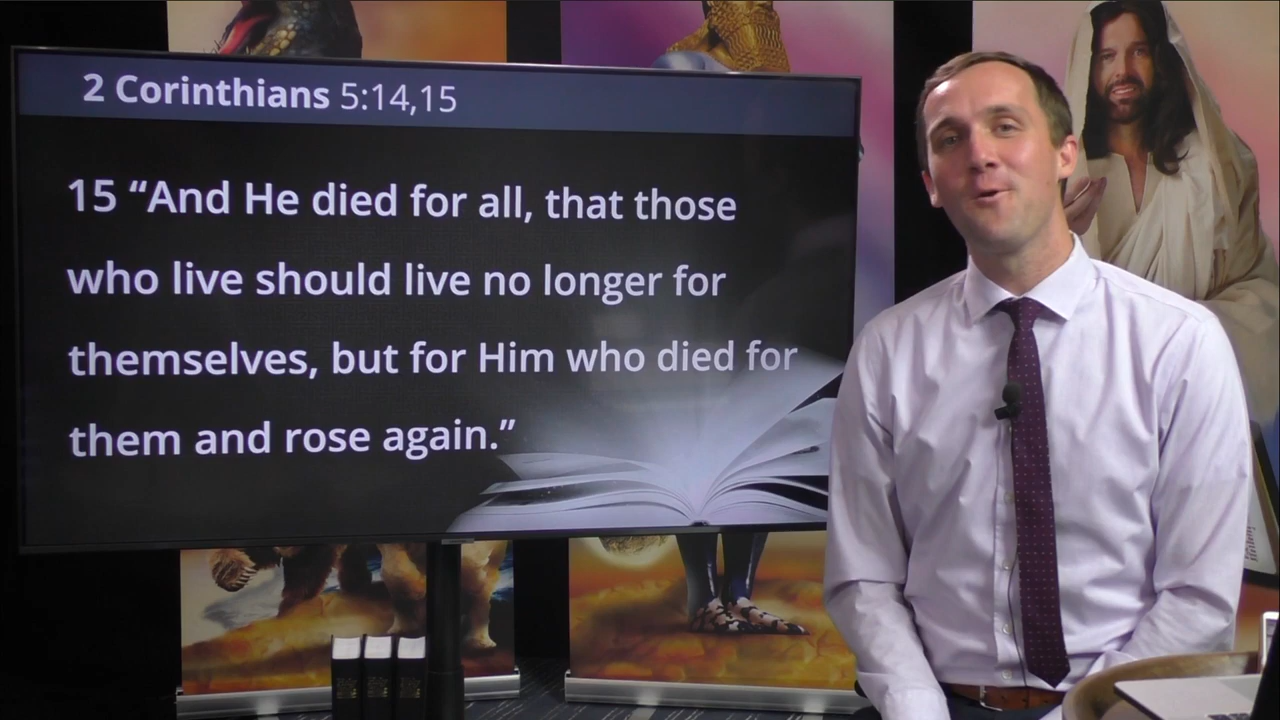 2 Corinthians 5:14,15
15 “And He died for all, that those
who live should live no longer for
themselves, but for Him who died for
them and rose again.”